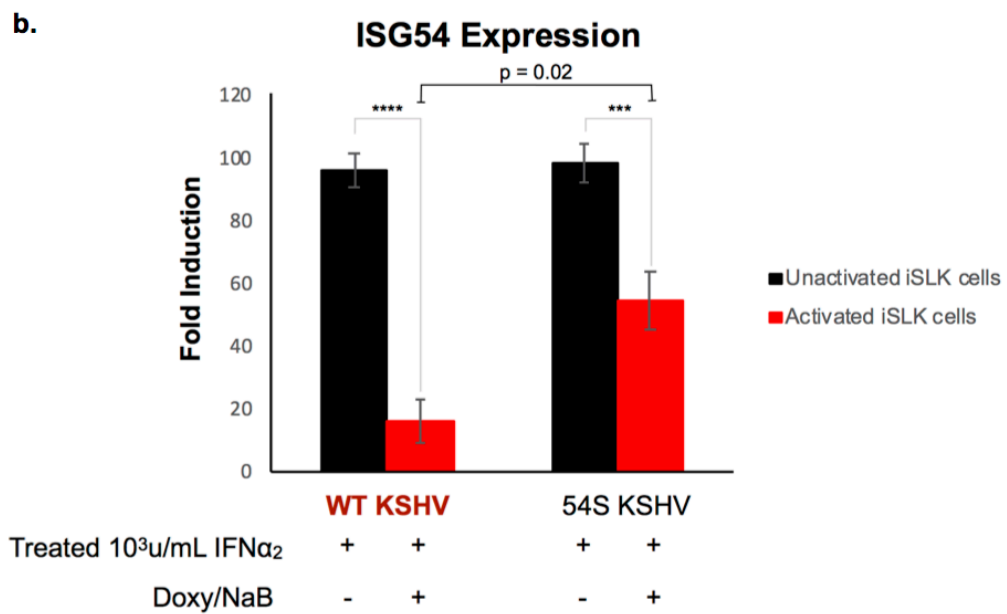 b.
ISG54 Expression
p = 0.02
**** ***
120
100
80
60
40
20
0
Fold Induction
Unactivated iSLK cells
Activated iSLK cells
WT KSHV 54S KSHV
Treated 10³u/mL IFNα₂ + + + +
Doxy/NaB - + - +